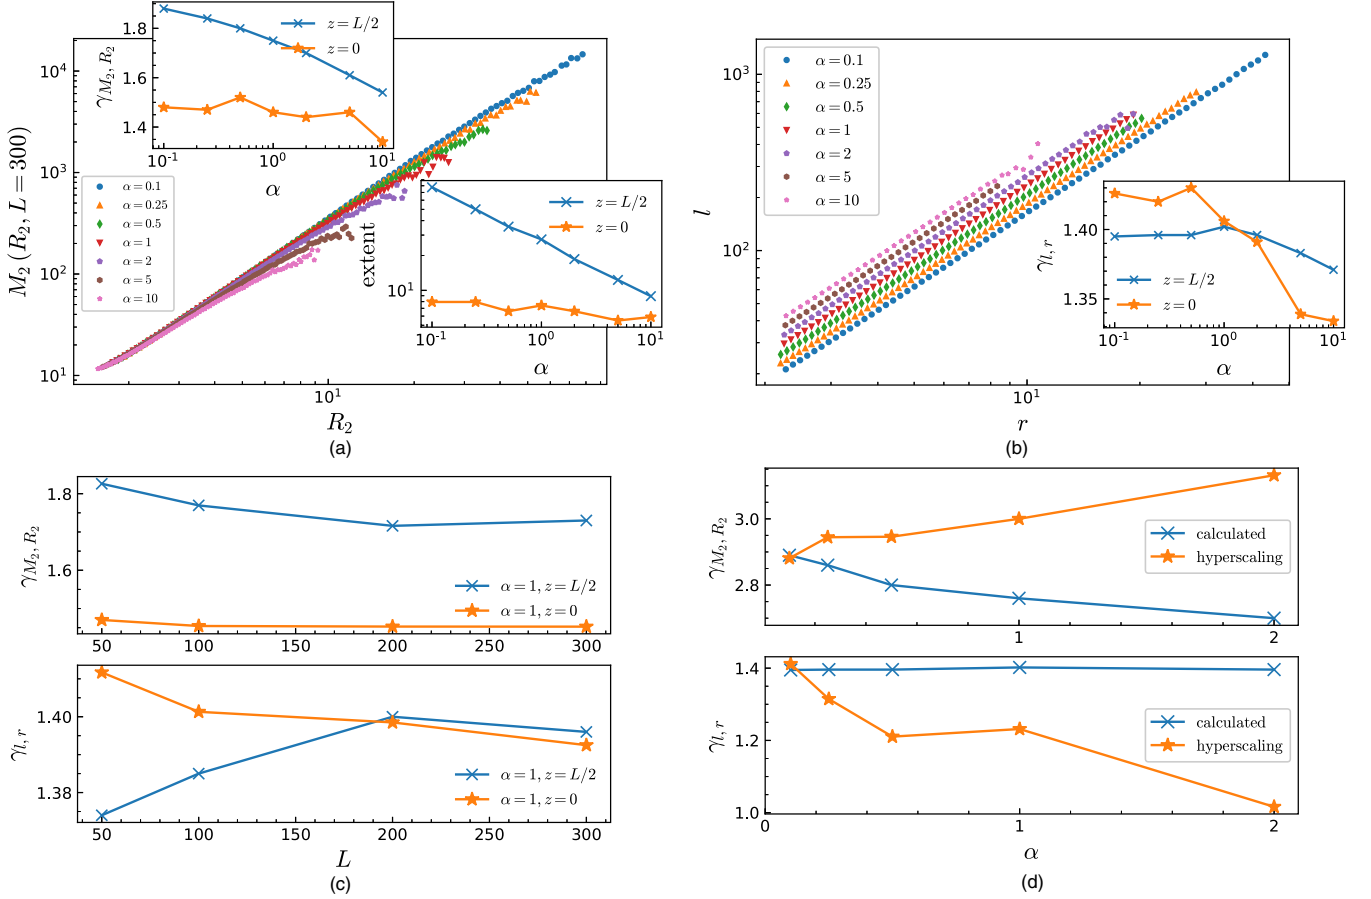 1.8
1.6
1.4
γ_{M_2, R_2}
10^{-1} 10^0 10^1
α
z = L/2
z = 0
10^4
10^3
10^2
10^1
M_2 (R_2, L = 300)
α = 0.1
α = 0.25
α = 0.5
α = 1
α = 2
α = 5
α = 10
extent
10^1
z = L/2
z = 0
10^{-1} 10^0 10^1
α
10^1
R_2
(a)
10^3
10^2
l
α = 0.1
α = 0.25
α = 0.5
α = 1
α = 2
α = 5
α = 10
γ_{l, r}
1.40
1.35
z = L/2
z = 0
10^{-1} 10^0 10^1
α
10^1
r
(b)
1.8
1.6
γ_{M_2, R_2}
α = 1, z = L/2
α = 1, z = 0
50 100 150 200 250 300
1.40
1.38
γ_{l, r}
α = 1, z = L/2
α = 1, z = 0
50 100 150 200 250 300
L
(c)
3.0
2.8
γ_{M_2, R_2}
calculated
hyperscaling
1 2
1.4
1.2
1.0
γ_{l, r}
calculated
hyperscaling
0 1 2
α
(d)